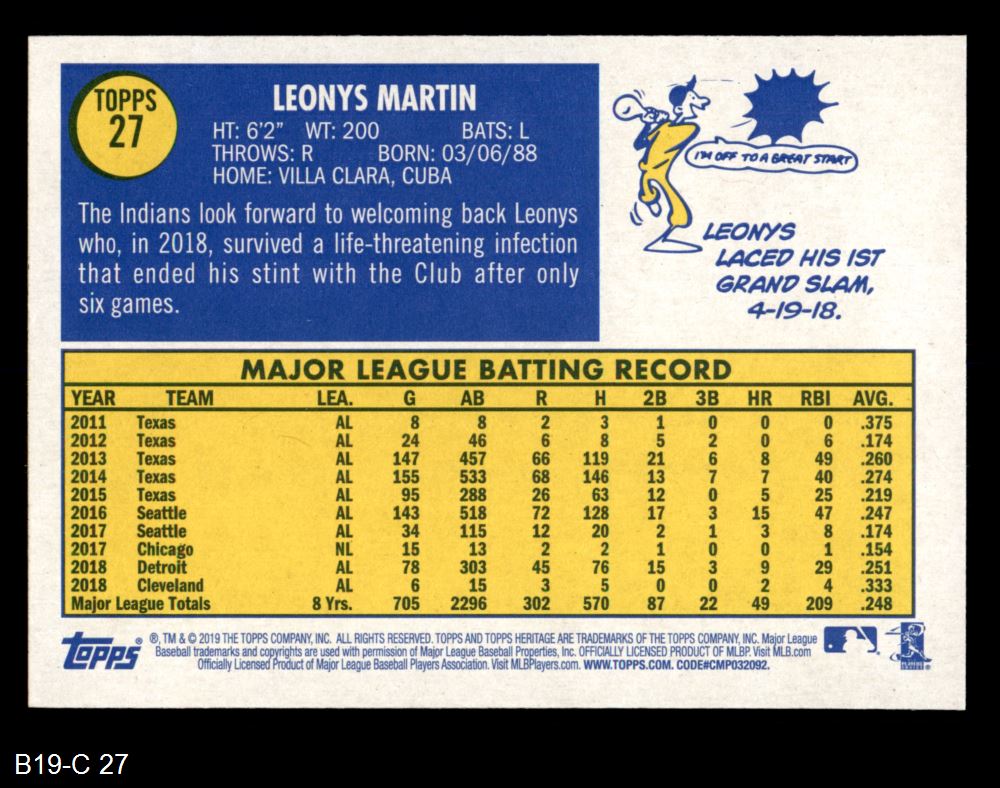 TOPPS
27
LEONYS MARTIN
HT: 6'2" WT: 200 BATS: L
THROWS: R BORN: 03/06/88
HOME: VILLA CLARA, CUBA
The Indians look forward to welcoming back Leonys
who, in 2018, survived a life-threatening infection
that ended his stint with the Club after only
six games.
I'M OFF TO A GREAT START
LEONYS
LACED HIS 1ST
GRAND SLAM,
4-19-18.
MAJOR LEAGUE BATTING RECORD
YEAR TEAM LEA. G AB R H 2B 3B HR RBI AVG.
2011 Texas AL 8 8 2 3 1 0 0 0 .375
2012 Texas AL 24 46 6 8 5 2 0 6 .174
2013 Texas AL 147 457 66 119 21 6 8 49 .260
2014 Texas AL 155 533 68 146 13 7 7 40 .274
2015 Texas AL 95 288 26 63 12 0 5 25 .219
2016 Seattle AL 143 518 72 128 17 3 15 47 .247
2017 Seattle AL 34 115 12 20 2 1 3 8 .174
2017 Chicago NL 15 13 2 2 1 0 0 1 .154
2018 Detroit AL 78 303 45 76 15 3 9 29 .251
2018 Cleveland AL 6 15 3 5 0 0 2 4 .333
Major League Totals 8 Yrs. 705 2296 302 570 87 22 49 209 .248
TOPPS ® ®, TM & © 2019 THE TOPPS COMPANY, INC. ALL RIGHTS RESERVED. TOPPS AND TOPPS HERITAGE ARE TRADEMARKS OF THE TOPPS COMPANY, INC. Major League
Baseball trademarks and copyrights are used with permission of Major League Baseball Properties, Inc. OFFICIALLY LICENSED PRODUCT OF MLBP. Visit MLB.com
Officially Licensed Product of Major League Baseball Players Association. Visit MLBPlayers.com. WWW.TOPPS.COM. CODE#CMP032092.
B19-C 27